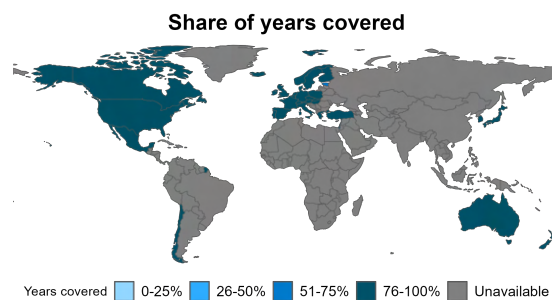 Share of years covered
Years covered 0-25% 26-50% 51-75% 76-100% Unavailable